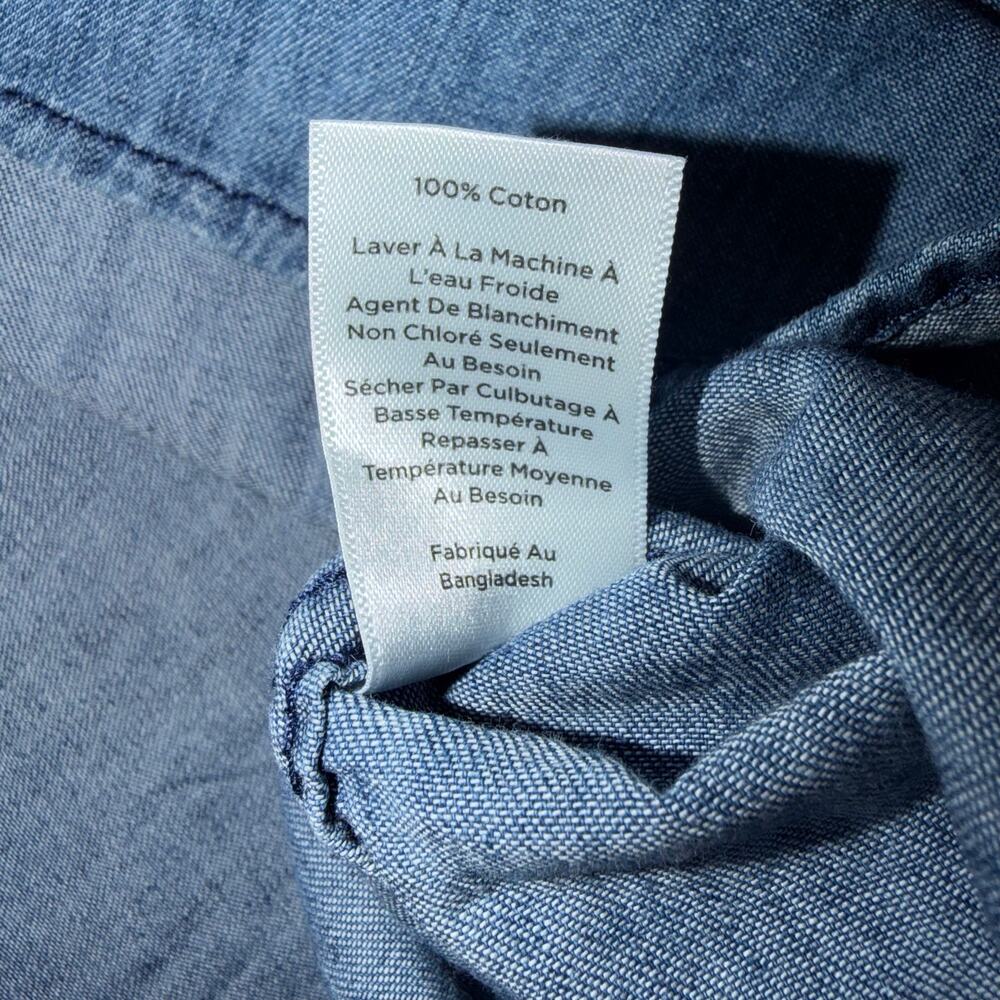 100% Coton
Laver À La Machine À
L'eau Froide
Agent De Blanchiment
Non Chloré Seulement
Au Besoin
Sécher Par Culbutage À
Basse Température
Repasser À
Température Moyenne
Au Besoin
Fabriqué Au
Bangladesh